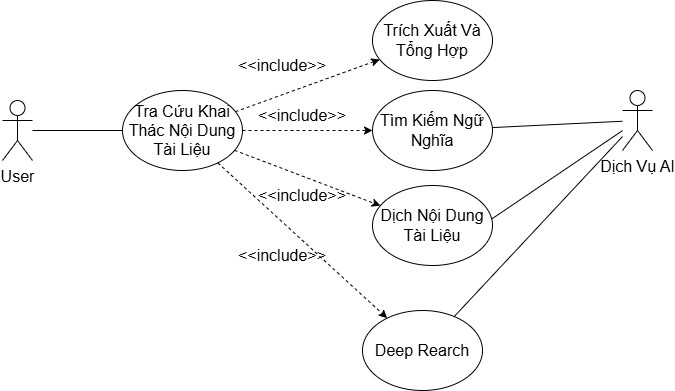 Trích Xuất Và
Tổng Hợp
<<include>>
Tra Cứu Khai
Thác Nội Dung
Tài Liệu
<<include>>
Tìm Kiếm Ngữ
Nghĩa
User
Dịch Vụ AI
<<include>>
Dịch Nội Dung
Tài Liệu
<<include>>
Deep Rearch